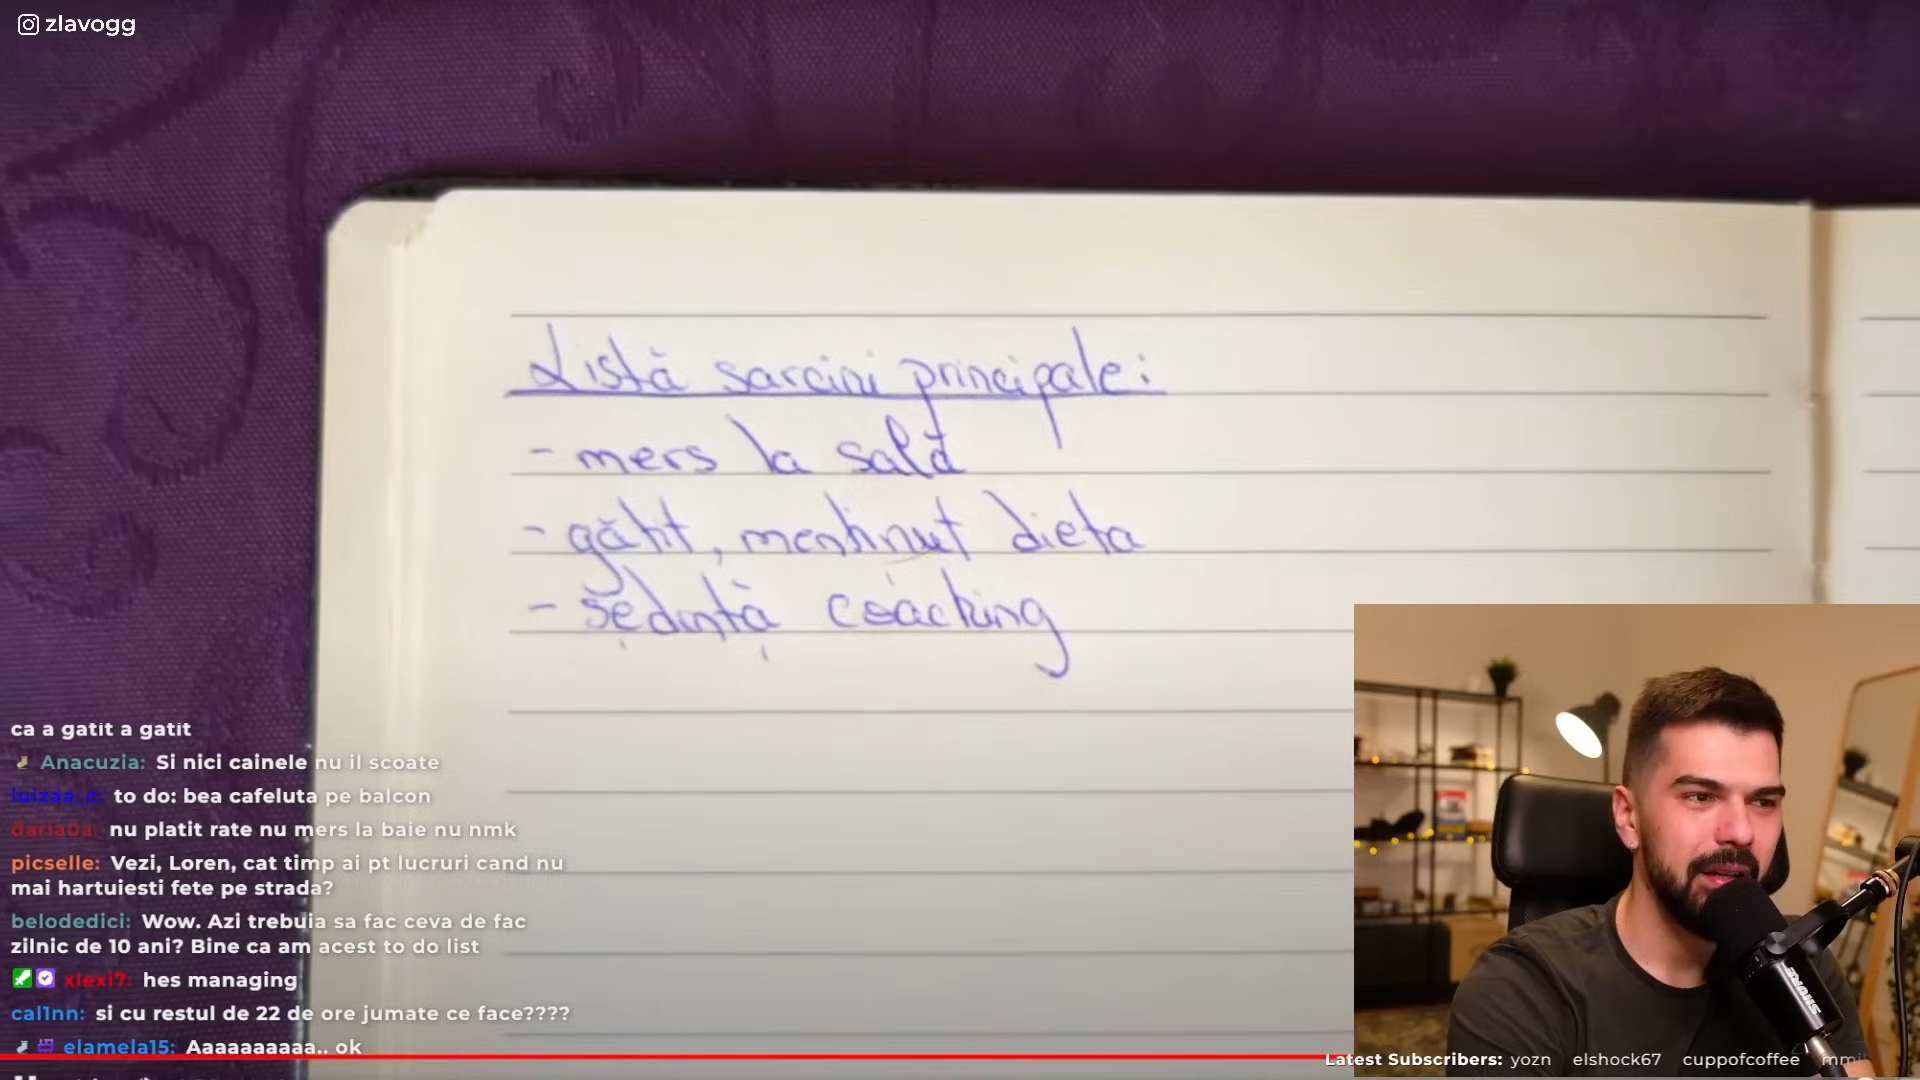 zlavogg
Listă sarcini principale:
- mers la sală
- gătit, menținut dieta
- ședință coaching
ca a gatit a gatit
Anacuzia: Si nici cainele nu il scoate
luizaa_c: to do: bea cafeluta pe balcon
daria0a: nu platit rate nu mers la baie nu nmk
picselle: Vezi, Loren, cat timp ai pt lucruri cand nu
mai hartuiesti fete pe strada?
belodedici: Wow. Azi trebuia sa fac ceva de fac
zilnic de 10 ani? Bine ca am acest to do list
xlexi7: hes managing
cal1nn: si cu restul de 22 de ore jumate ce face????
elamela15: Aaaaaaaaaa.. ok
SHURE
Latest Subscribers: yozn elshock67 cuppofcoffee